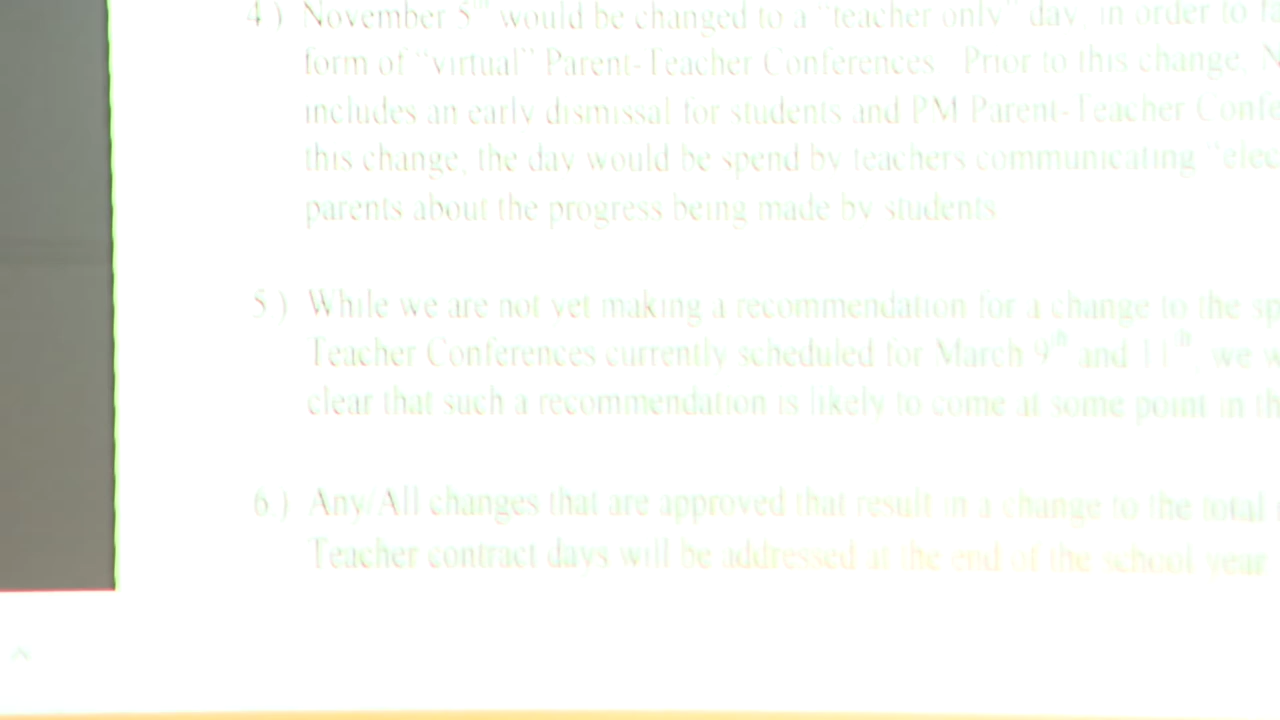 4.) November 5th would be changed to a "teacher only" day, in order to
form of "virtual" Parent-Teacher Conferences. Prior to this change,
includes an early dismissal for students and PM Parent-Teacher
this change, the day would be spend by teachers communicating
parents about the progress being made by students.
5.) While we are not yet making a recommendation for a change to the
Teacher Conferences currently scheduled for March 9th and 11th, we
clear that such a recommendation is likely to come at some point in
6.) Any/All changes that are approved that result in a change to the total
Teacher contract days will be addressed at the end of the school year